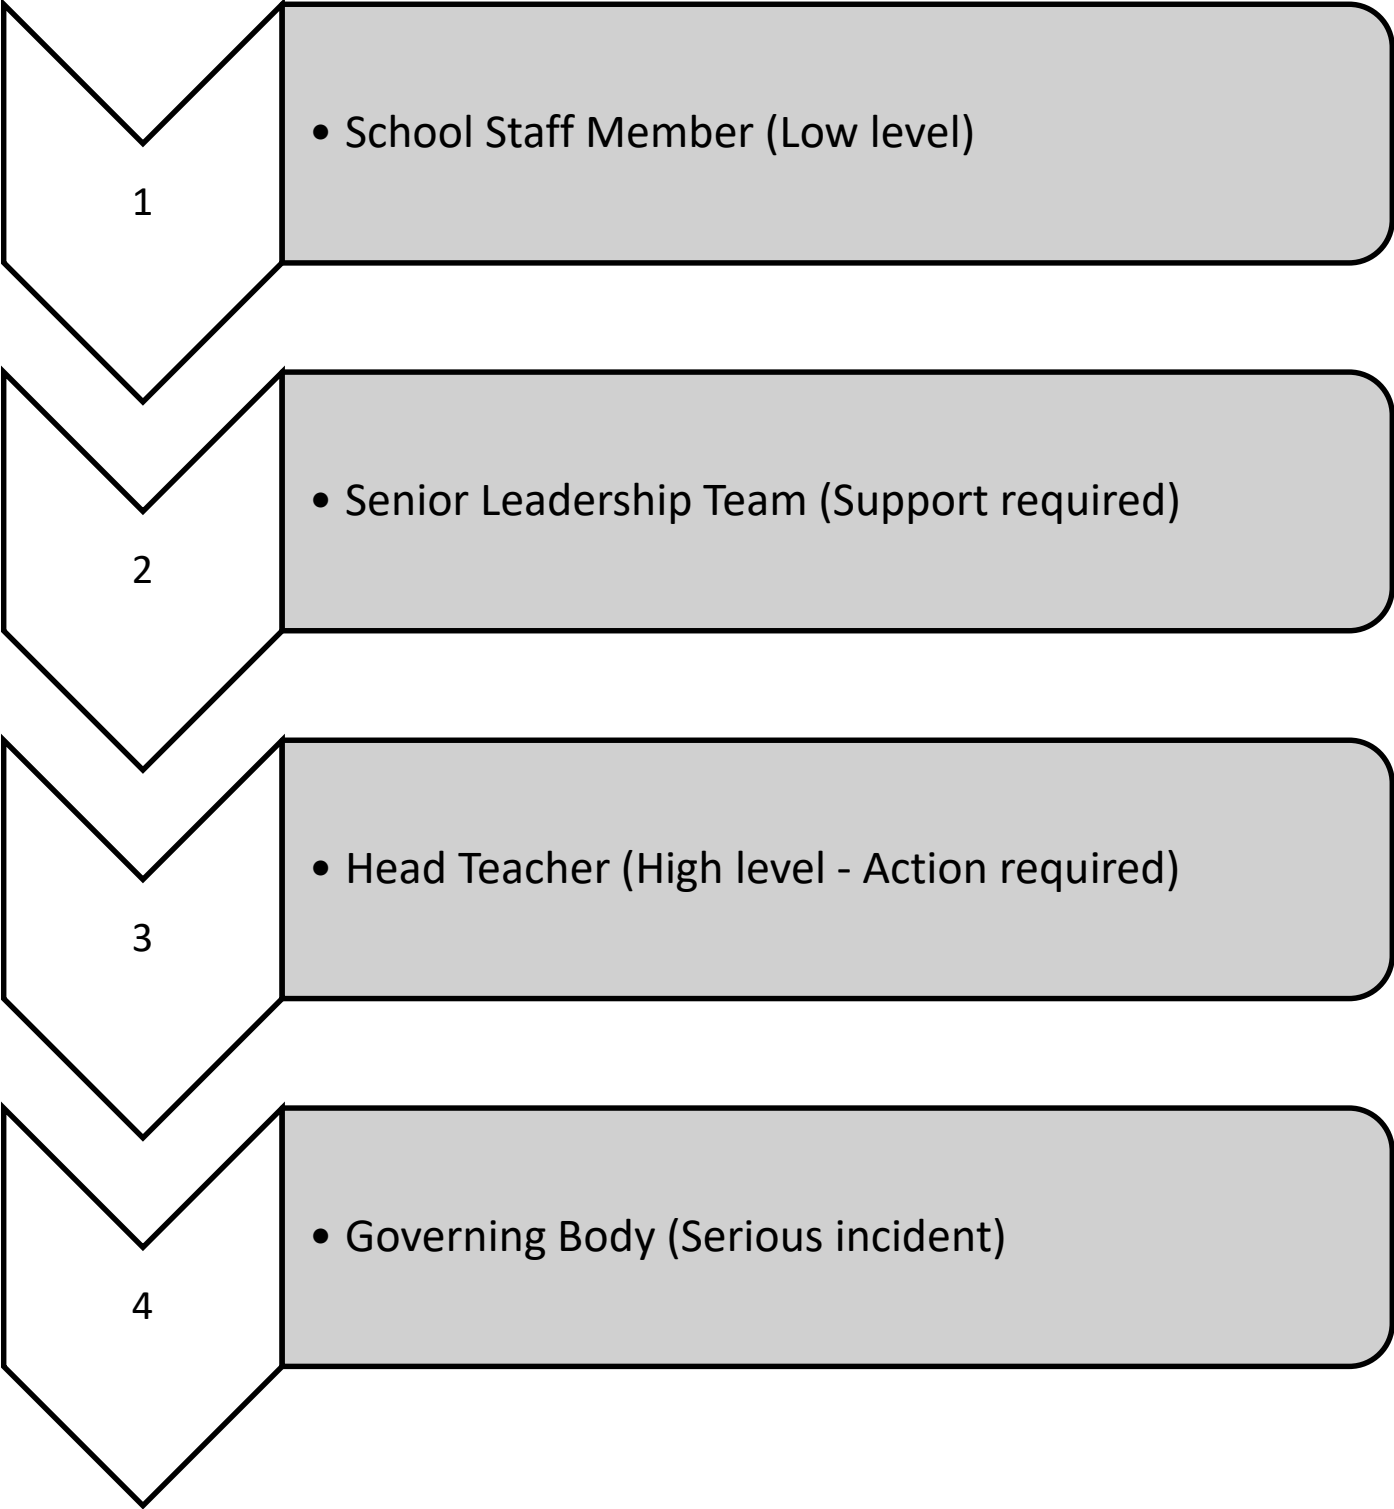 1
• School Staff Member (Low level)
2
• Senior Leadership Team (Support required)
3
• Head Teacher (High level - Action required)
4
• Governing Body (Serious incident)